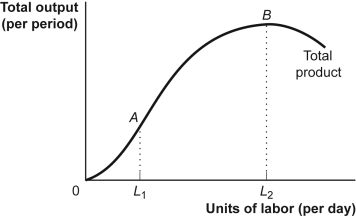 Total output
(per period)
B
Total
product
A
0
L1
L2
Units of labor (per day)